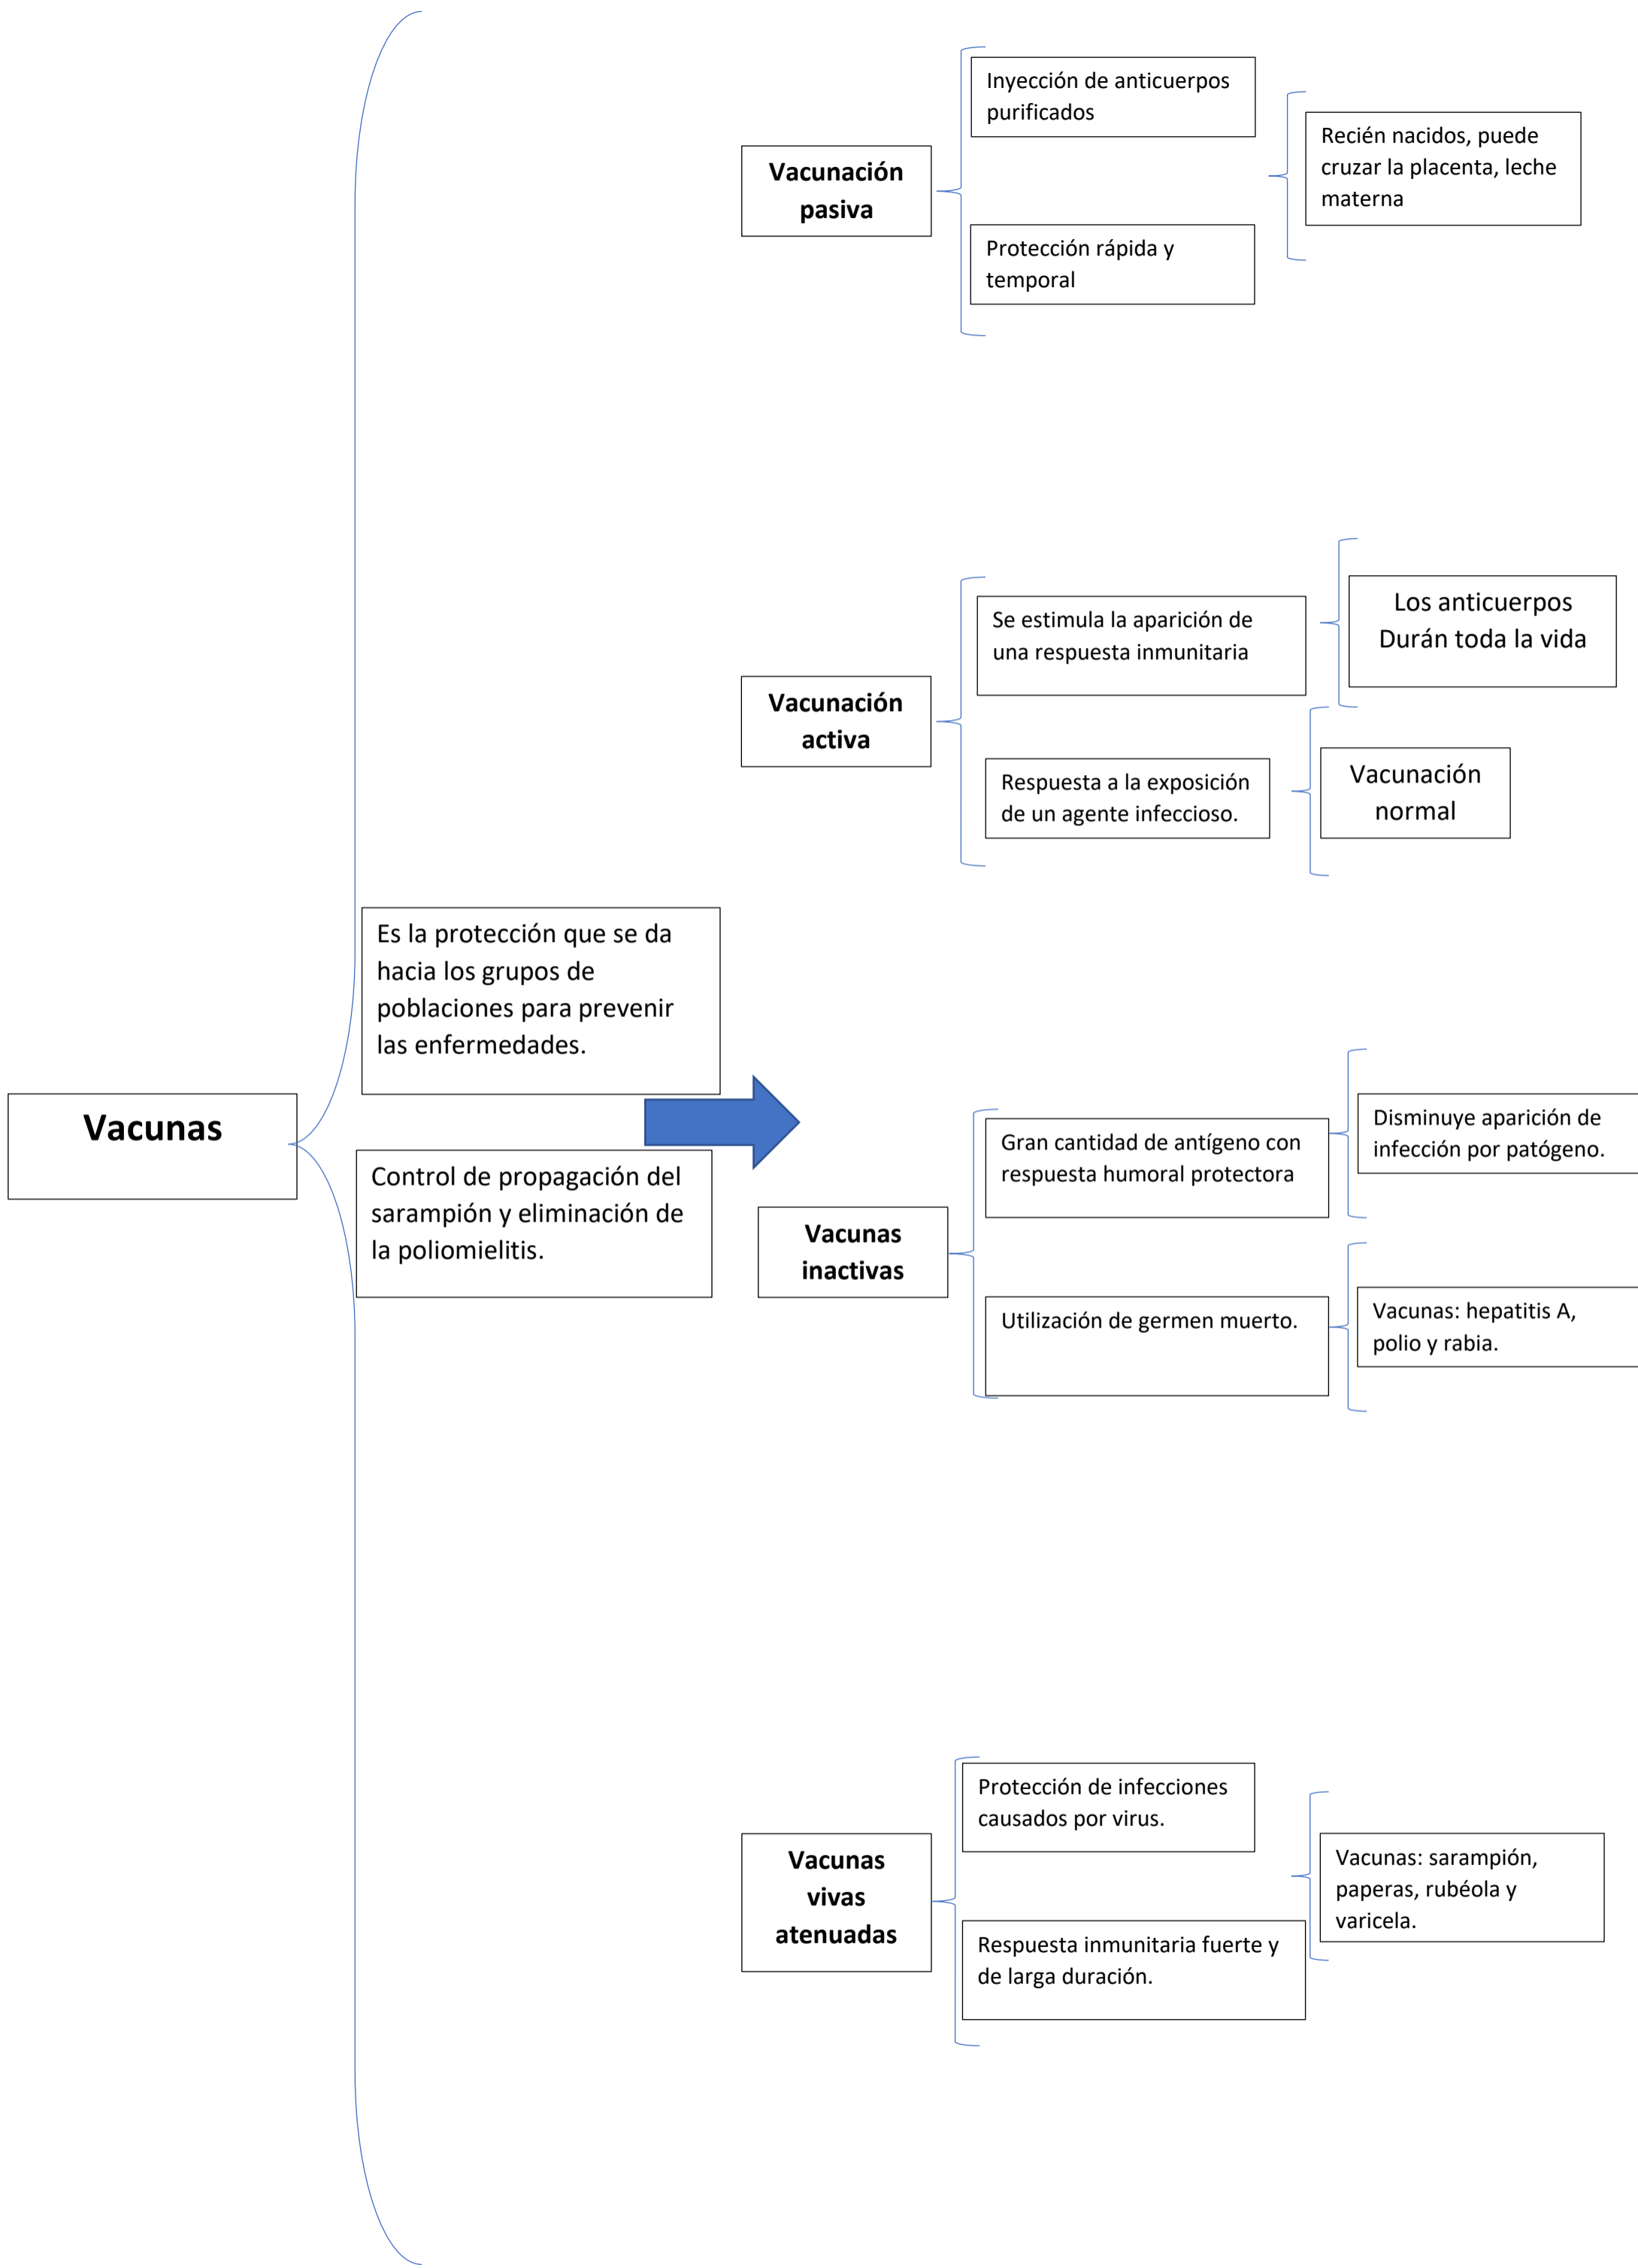 Vacunas
Es la protección que se da
hacia los grupos de
poblaciones para prevenir
las enfermedades.
Control de propagación del
sarampión y eliminación de
la poliomielitis.
Vacunación
pasiva
Inyección de anticuerpos
purificados
Protección rápida y
temporal
Recién nacidos, puede
cruzar la placenta, leche
materna
Vacunación
activa
Se estimula la aparición de
una respuesta inmunitaria
Los anticuerpos
Durán toda la vida
Respuesta a la exposición
de un agente infeccioso.
Vacunación
normal
Vacunas
inactivas
Gran cantidad de antígeno con
respuesta humoral protectora
Disminuye aparición de
infección por patógeno.
Utilización de germen muerto.
Vacunas: hepatitis A,
polio y rabia.
Vacunas
vivas
atenuadas
Protección de infecciones
causados por virus.
Respuesta inmunitaria fuerte y
de larga duración.
Vacunas: sarampión,
paperas, rubéola y
varicela.